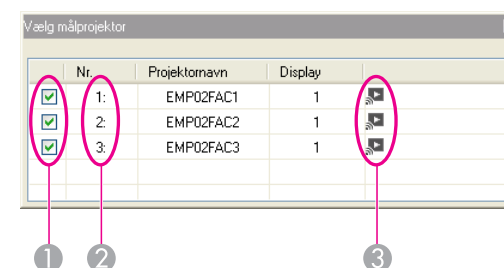 Vælg målprojektor
Nr. Projektornavn Display
1: EMP02FAC1 1
2: EMP02FAC2 1
3: EMP02FAC3 1
1 2 3